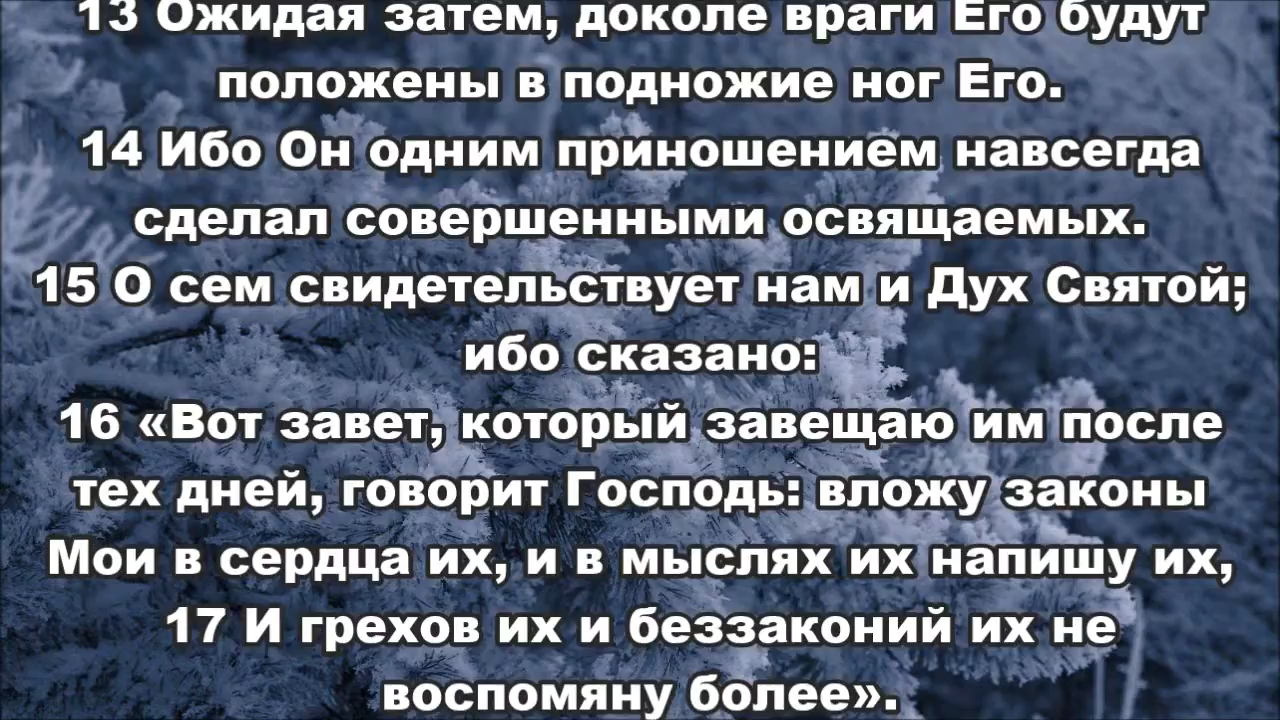 13 Ожидая затем, доколе враги Его будут
положены в подножие ног Его.
14 Ибо Он одним приношением навсегда
сделал совершенными освящаемых.
15 О сем свидетельствует нам и Дух Святой;
ибо сказано:
16 «Вот завет, который завещаю им после
тех дней, говорит Господь: вложу законы
Мои в сердца их, и в мыслях их напишу их,
17 И грехов их и беззаконий их не
воспомяну более».